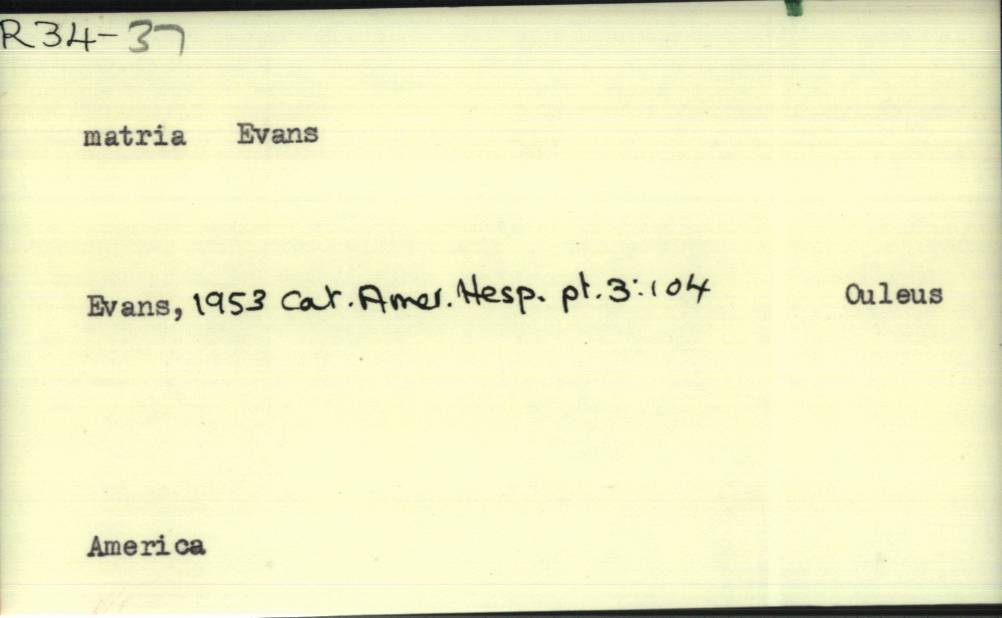 R34-37
matria Evans
Evans, 1953 Cat. Amer. Hesp. pt. 3:104 Ouleus
America